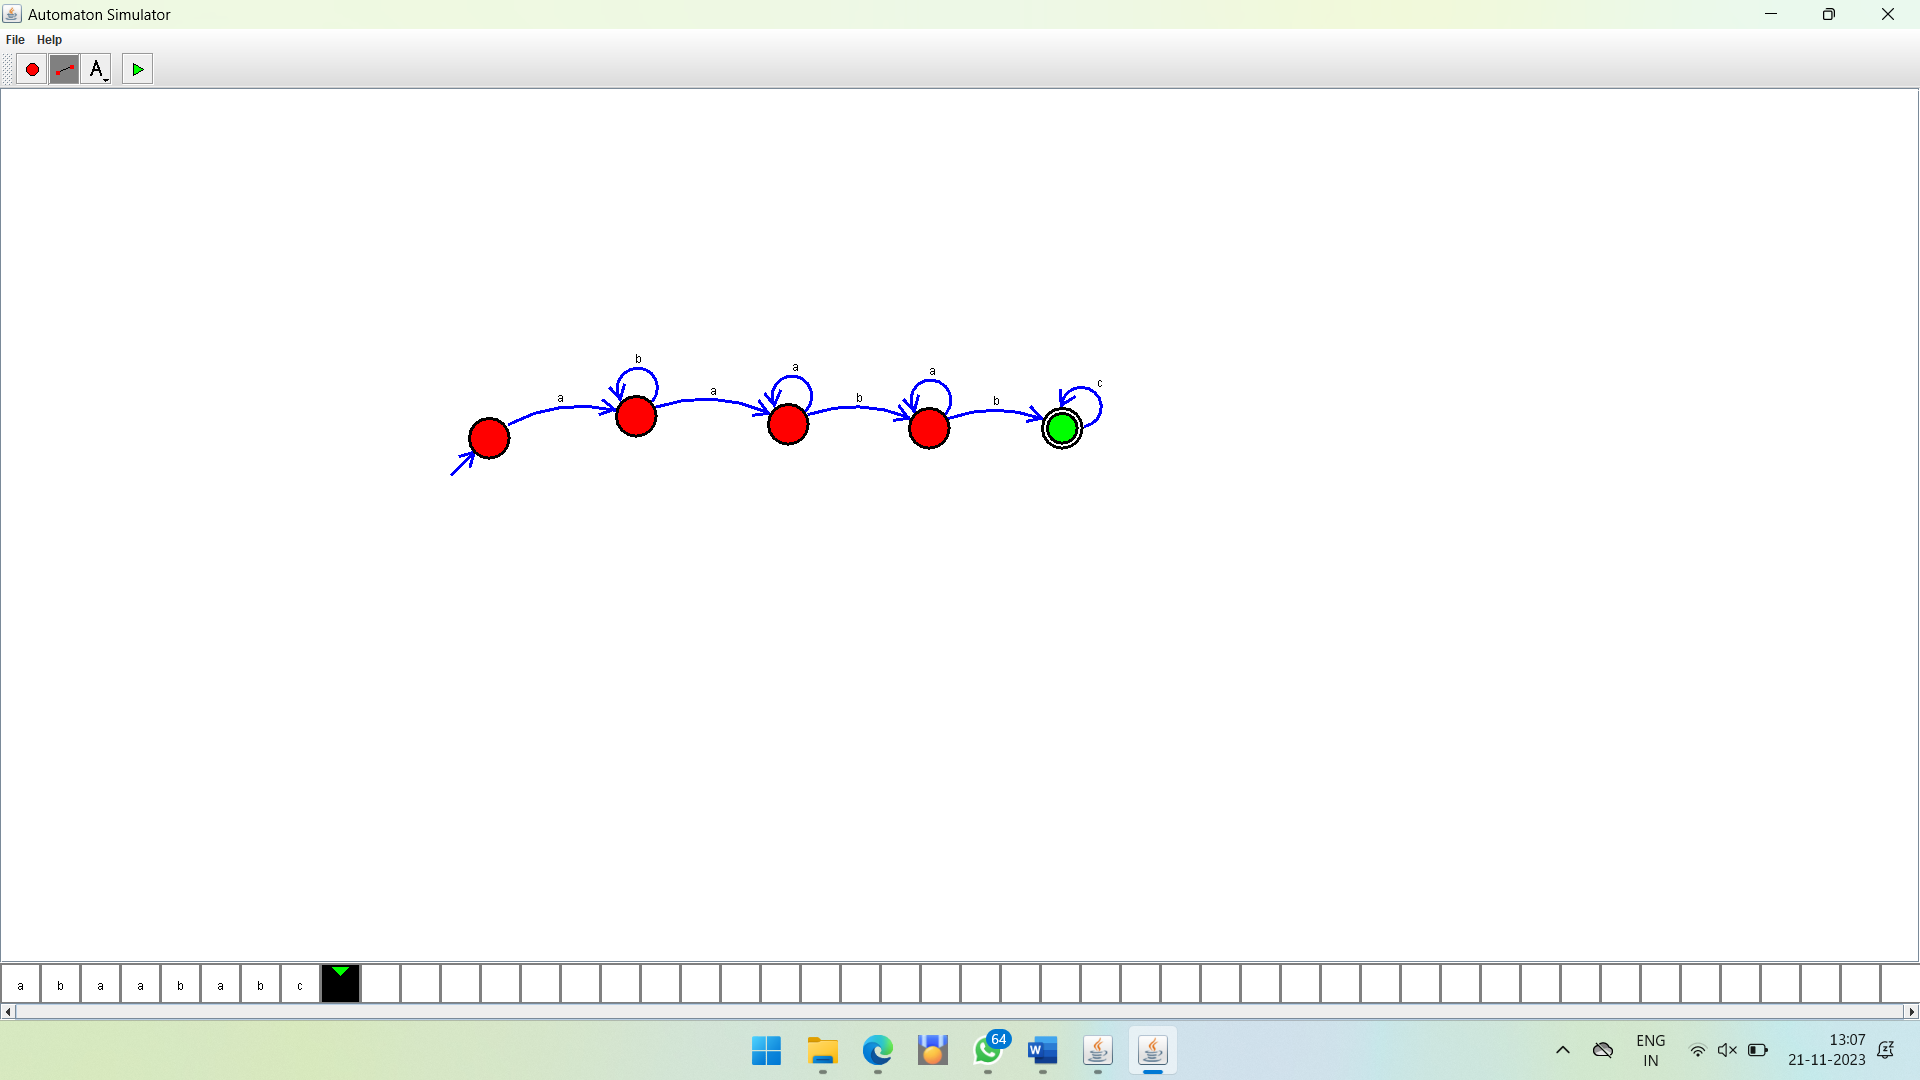 Automaton Simulator
File Help
A
b
a
a
a
a
b
b
c
a b a a b a b c
64
W
ENG
IN
13:07
21-11-2023